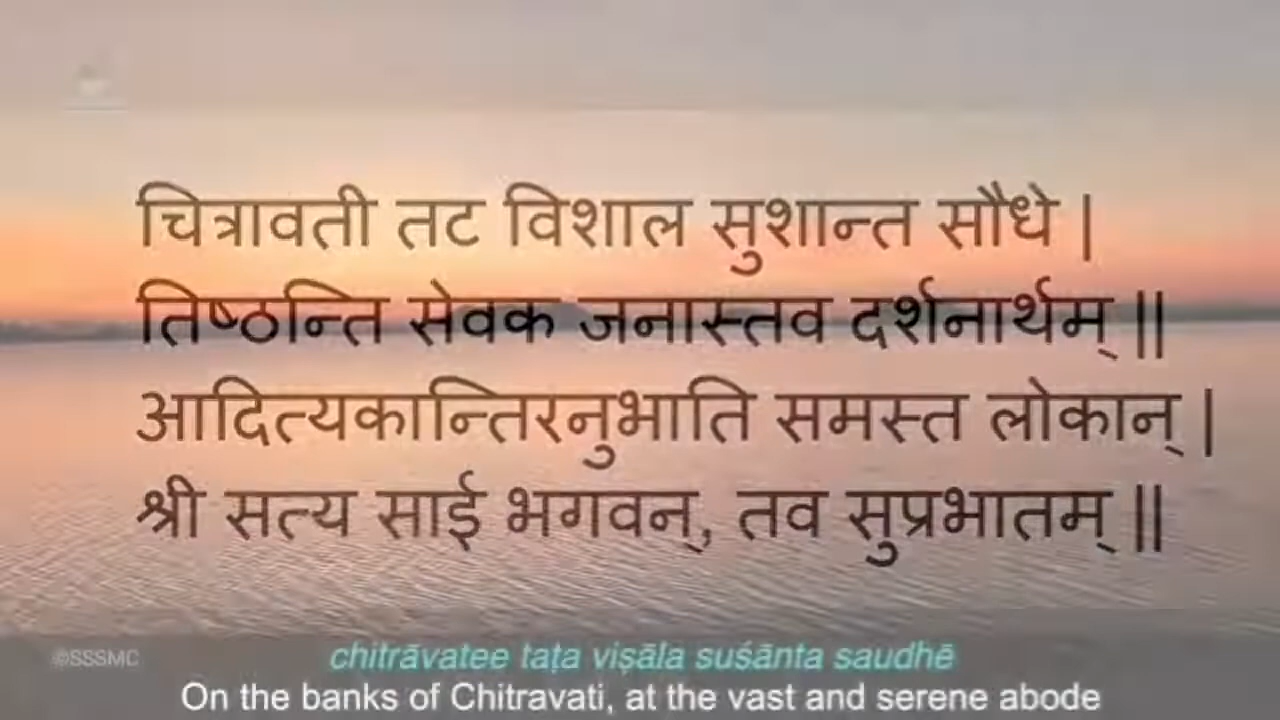 चित्रावती तट विशाल सुशान्त सौधे |
तिष्ठन्ति सेवक जनास्तव दर्शनार्थम् ||
आदित्यकान्तिरनुभाति समस्त लोकान् |
श्री सत्य साई भगवन्, तव सुप्रभातम् ||
©SSSMC
chitrāvatee taṭa viṣāla suśānta saudhē
On the banks of Chitravati, at the vast and serene abode